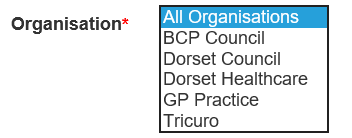 Organisation*
All Organisations
BCP Council
Dorset Council
Dorset Healthcare
GP Practice
Tricuro